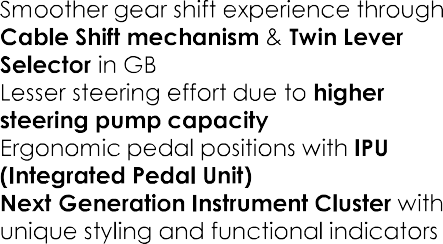 Smoother gear shift experience through
Cable Shift mechanism & Twin Lever
Selector in GB
Lesser steering effort due to higher
steering pump capacity
Ergonomic pedal positions with IPU
(Integrated Pedal Unit)
Next Generation Instrument Cluster with
unique styling and functional indicators